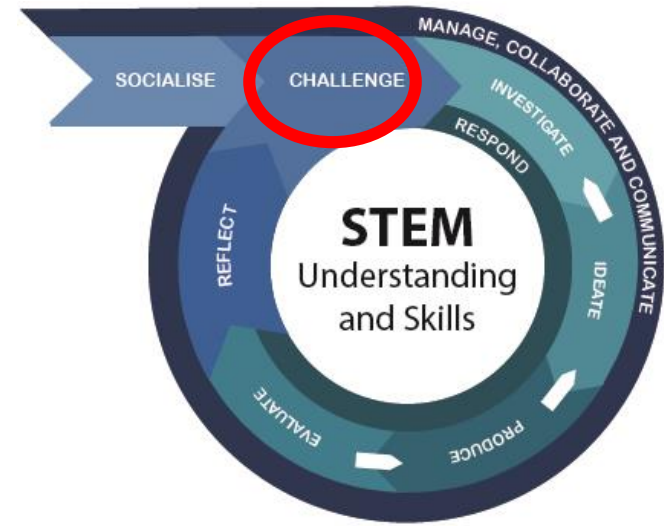 MANAGE, COLLABORATE AND COMMUNICATE
SOCIALISE
CHALLENGE
INVESTIGATE
RESPOND
IDEATE
PRODUCE
EVALUATE
REFLECT
STEM
Understanding
and Skills